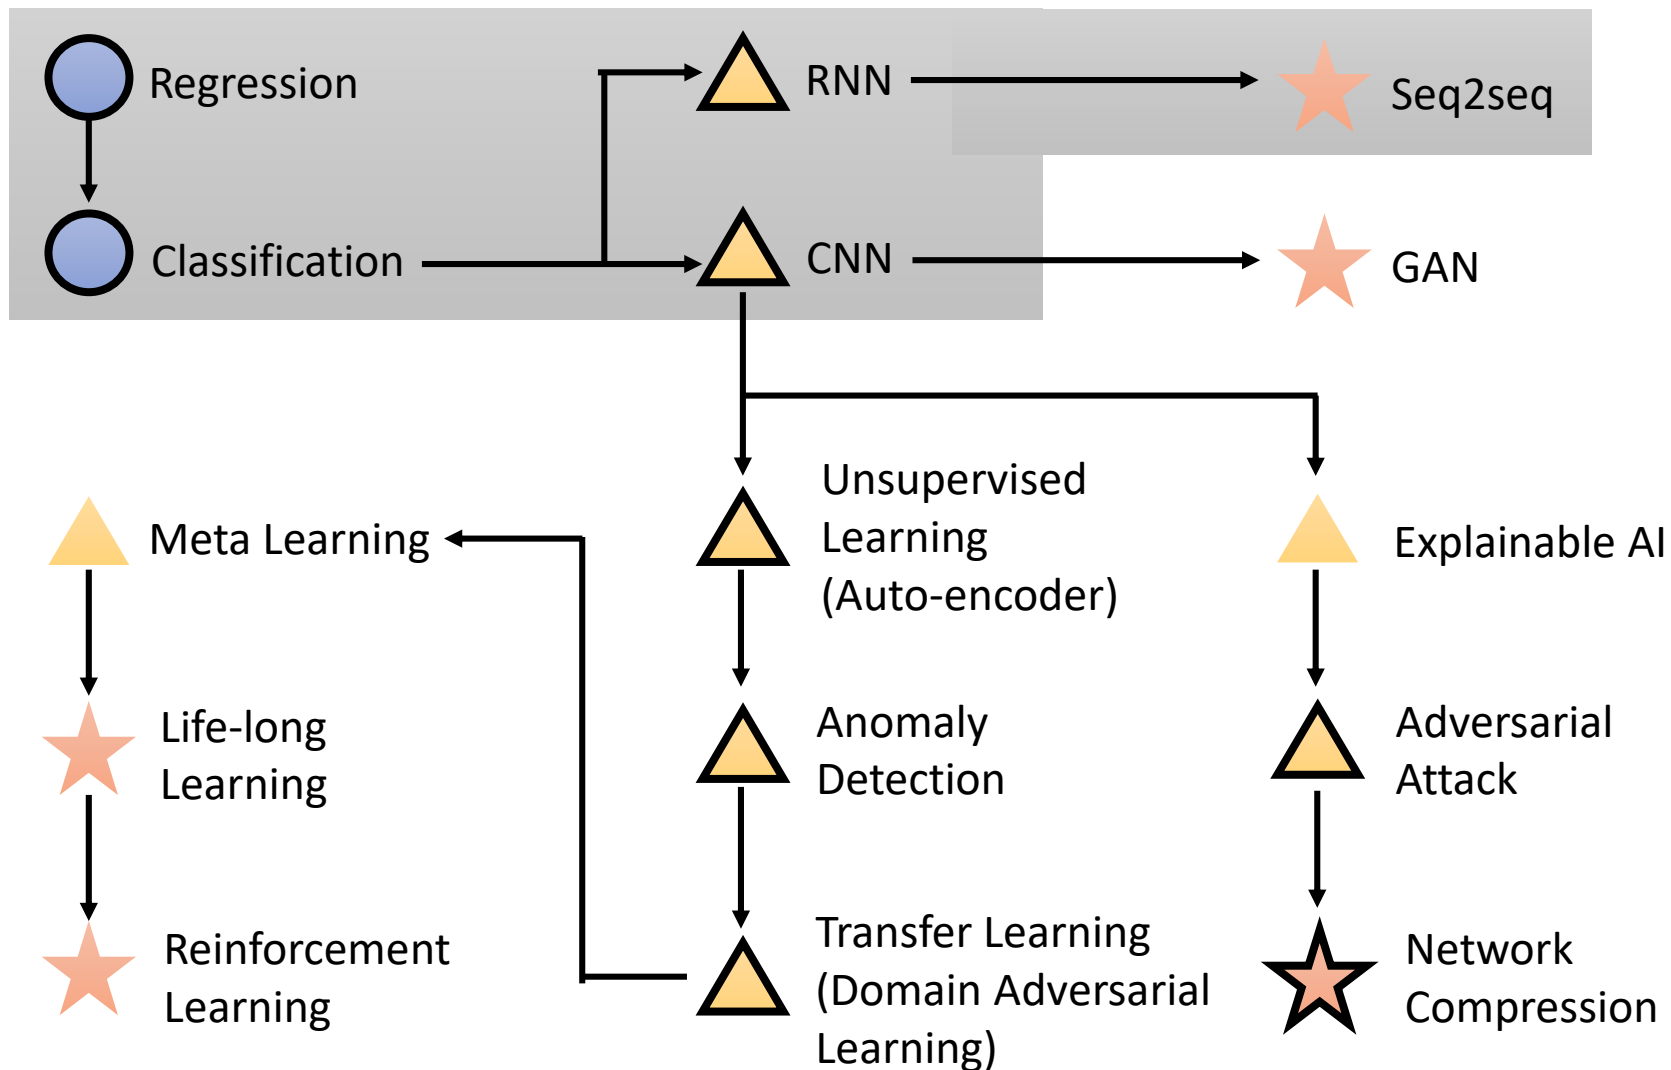 Regression
RNN
Seq2seq
Classification
CNN
GAN
Meta Learning
Unsupervised
Learning
(Auto-encoder)
Explainable AI
Life-long
Learning
Anomaly
Detection
Adversarial
Attack
Reinforcement
Learning
Transfer Learning
(Domain Adversarial
Learning)
Network
Compression